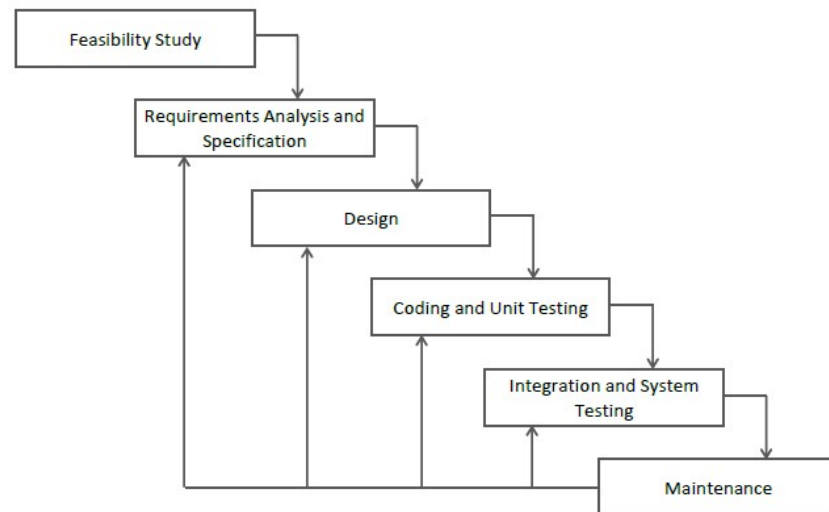 Feasibility Study
Requirements Analysis and
Specification
Design
Coding and Unit Testing
Integration and System
Testing
Maintenance